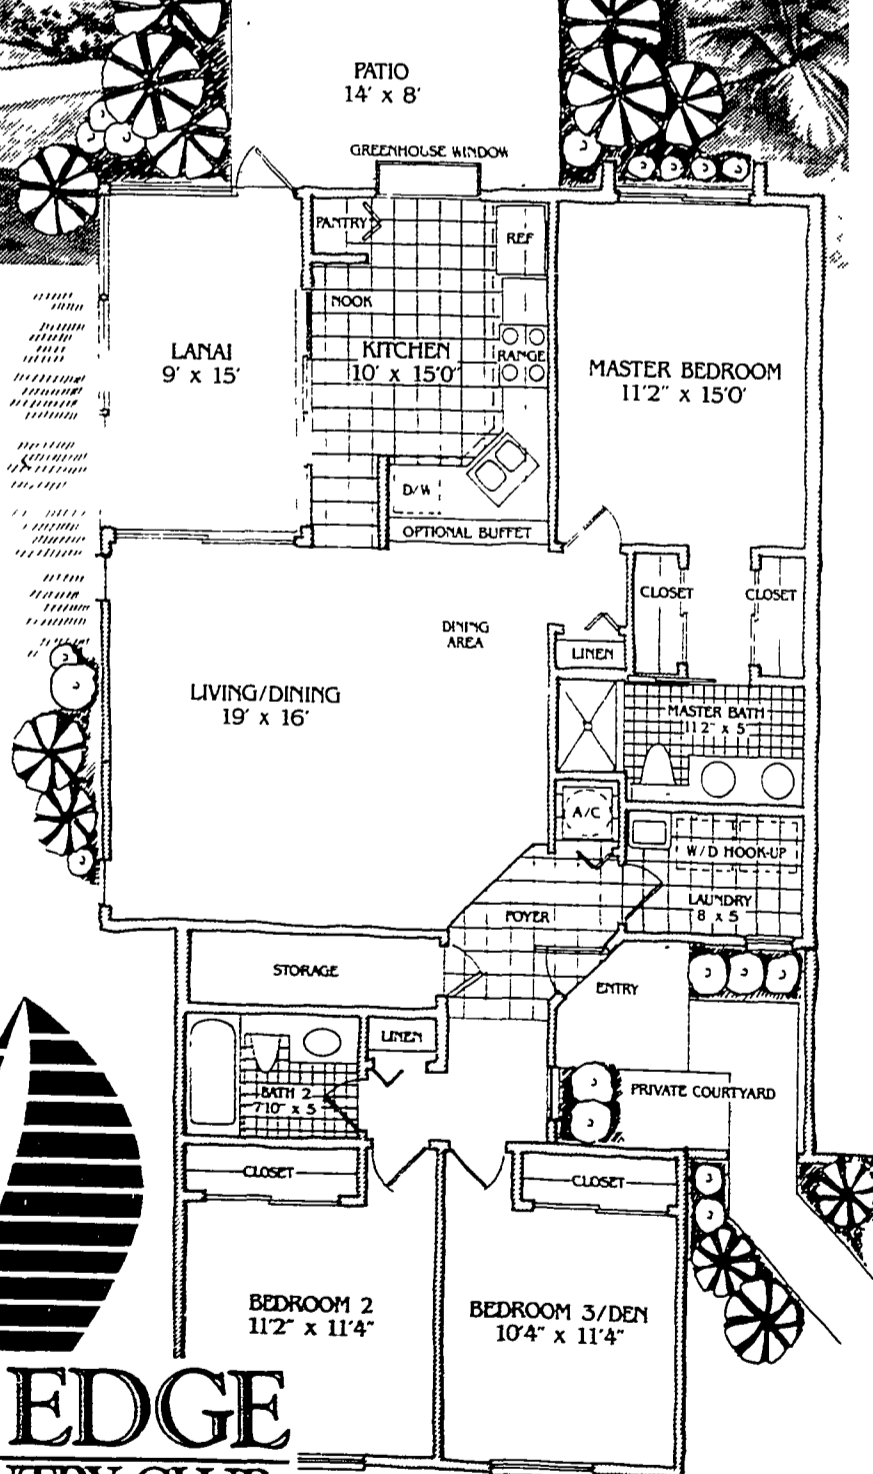 PATIO
14' x 8'
GREENHOUSE WINDOW
PANTRY
REF
NOOK
LANAI
9' x 15'
KITCHEN
10' x 15'0"
RANGE
MASTER BEDROOM
11'2" x 15'0"
D/W
OPTIONAL BUFFET
CLOSET
CLOSET
DINING
AREA
LINEN
LIVING/DINING
19' x 16'
MASTER BATH
11'2" x 5'
A/C
W/D HOOK-UP
LAUNDRY
8 x 5
FOYER
STORAGE
ENTRY
LINEN
BATH 2
7'10" x 5'
PRIVATE COURTYARD
CLOSET
CLOSET
BEDROOM 2
11'2" x 11'4"
BEDROOM 3/DEN
10'4" x 11'4"
EDGE